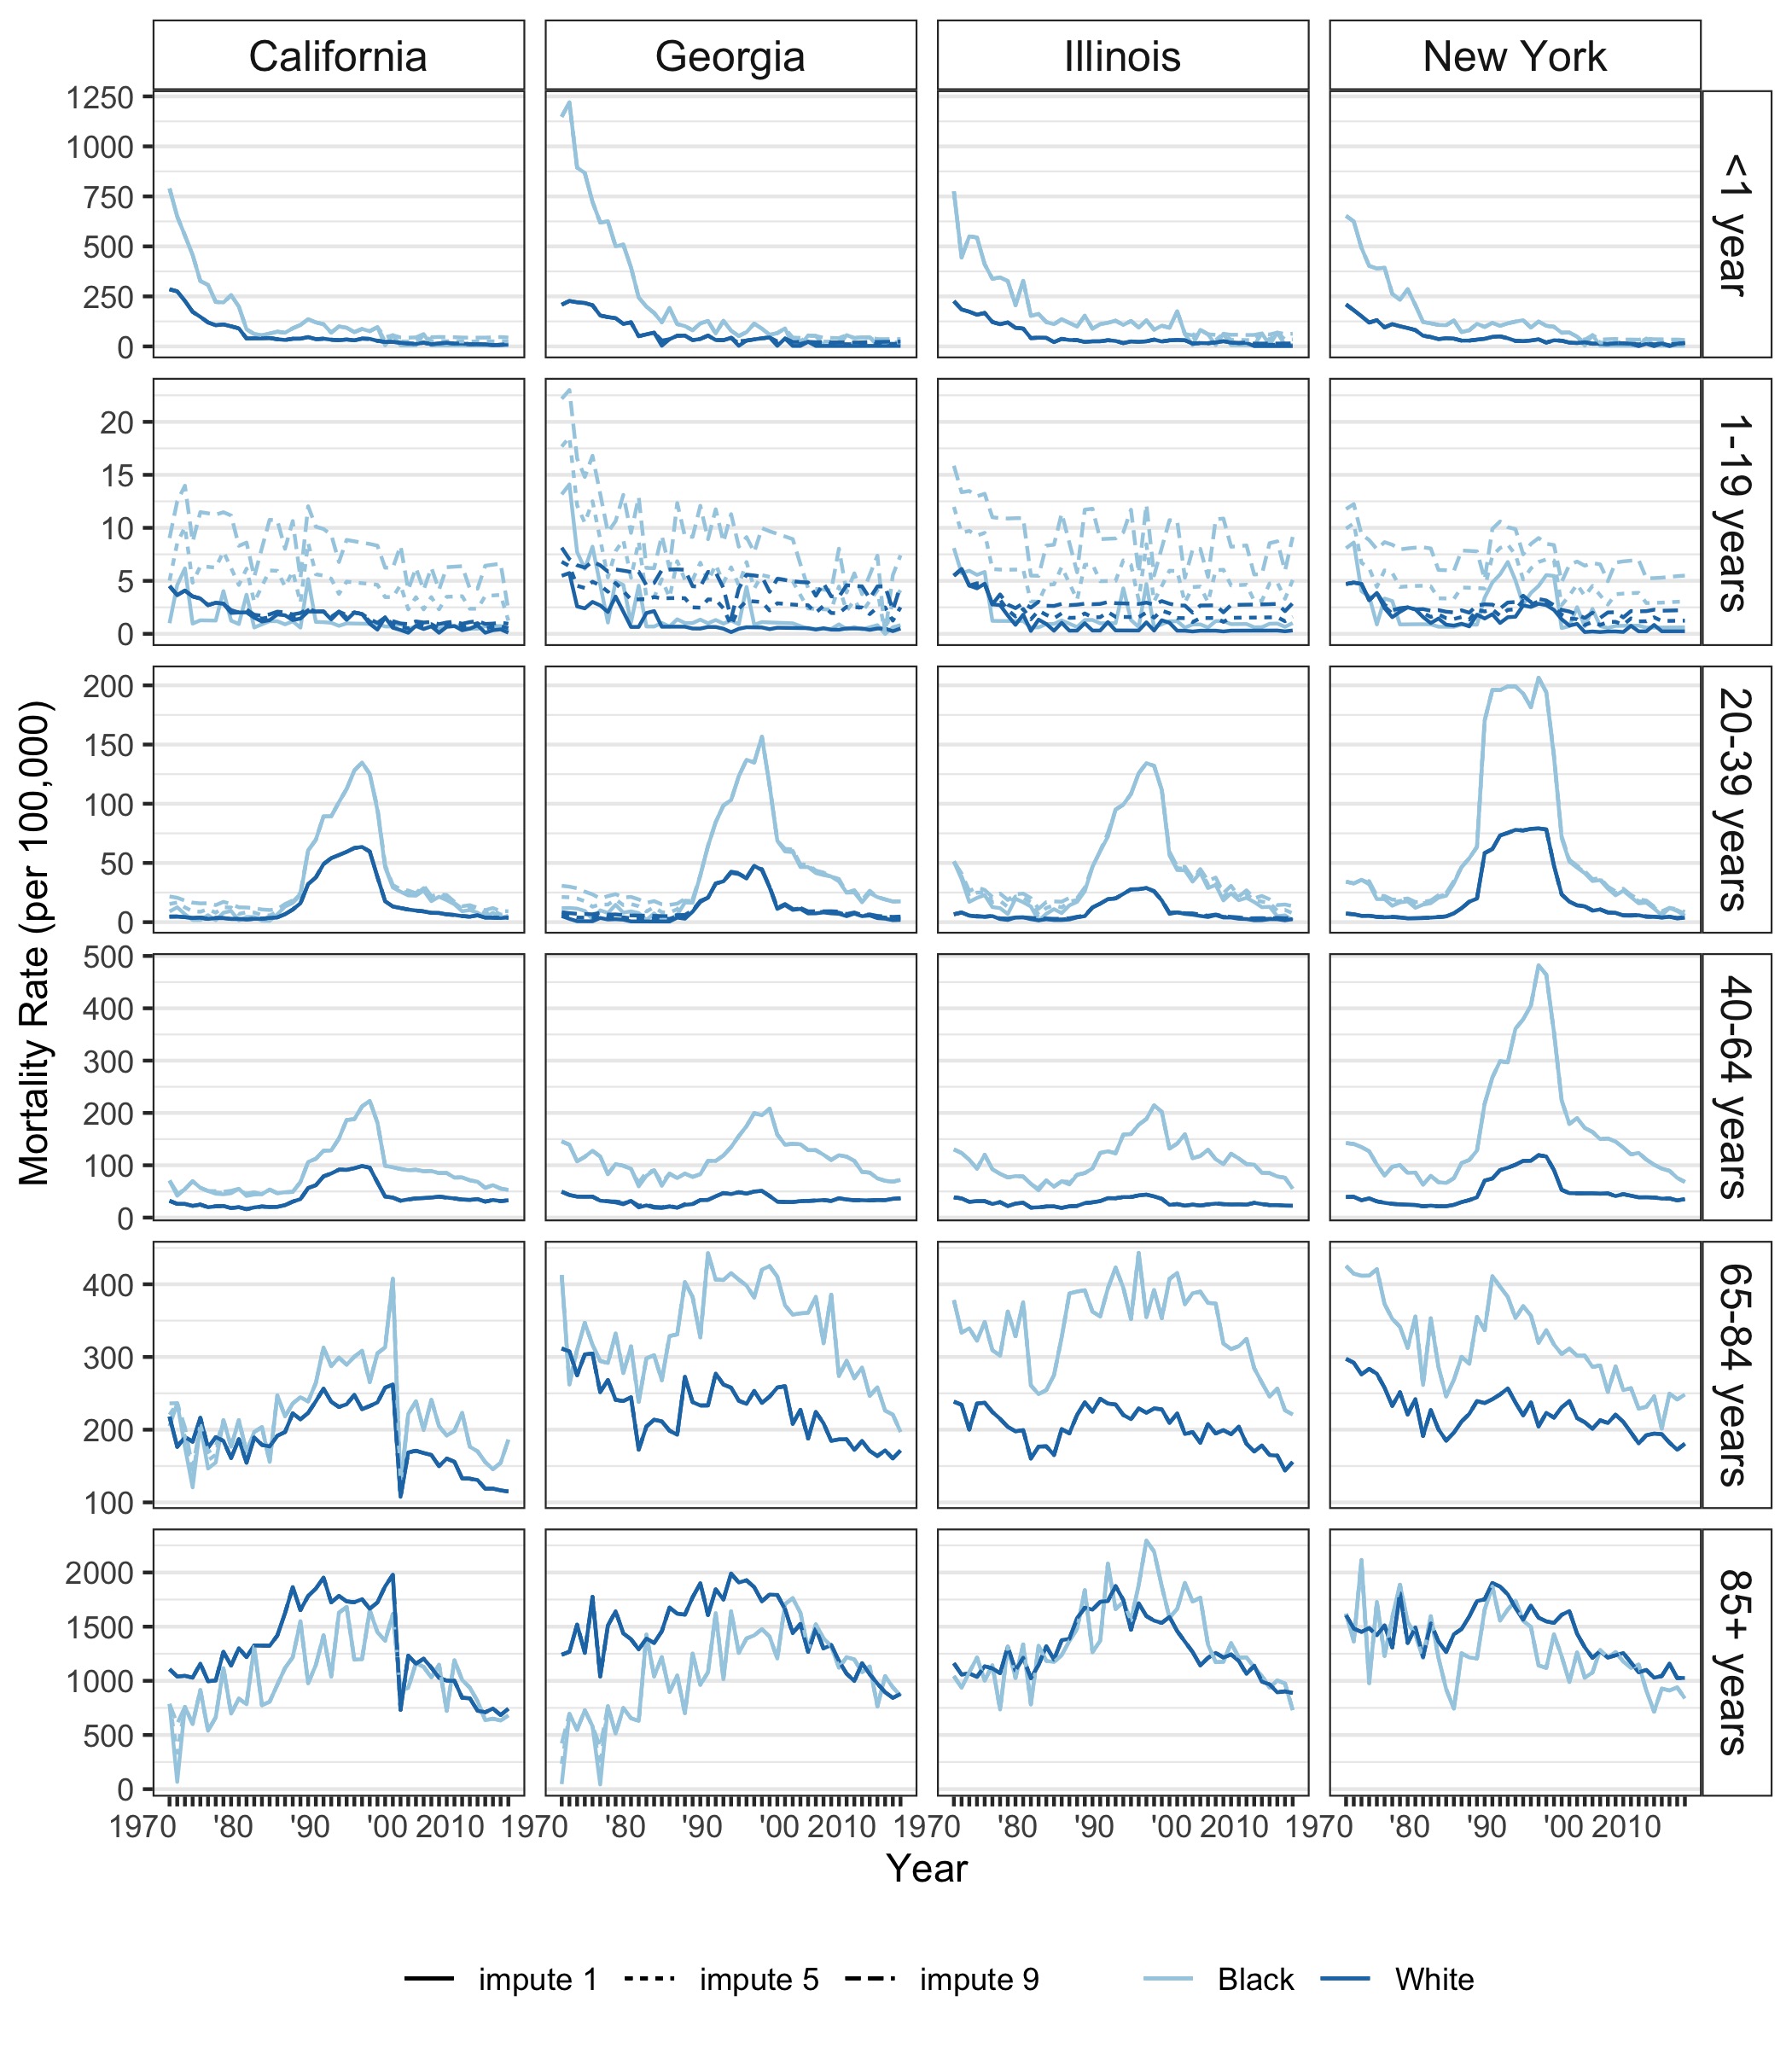 California Georgia Illinois New York
1250
1000
750
500
250
0
<1 year
20
15
10
5
0
1-19 years
200
150
100
50
0
20-39 years
500
400
300
200
100
0
40-64 years
400
300
200
100
65-84 years
2000
1500
1000
500
0
85+ years
Mortality Rate (per 100,000)
1970 '80 '90 '00 2010 1970 '80 '90 '00 2010 1970 '80 '90 '00 2010 1970 '80 '90 '00 2010
Year
impute 1 impute 5 impute 9 Black White